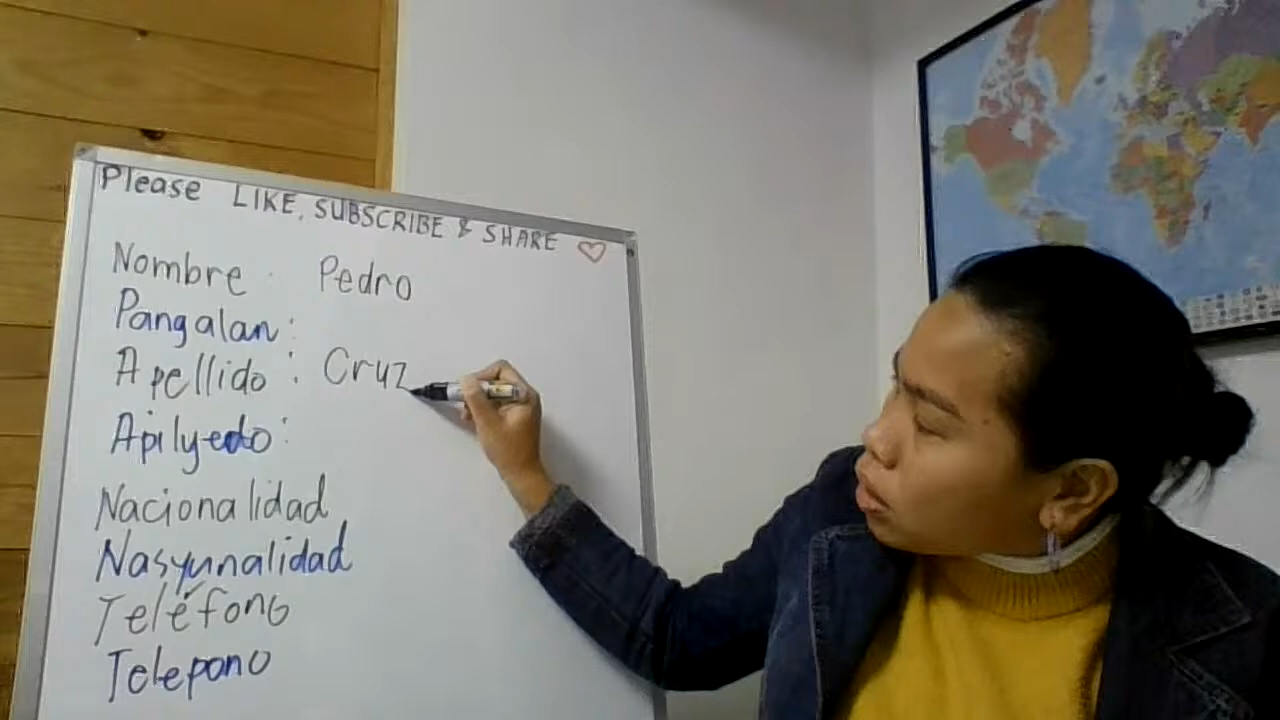 Please LIKE, SUBSCRIBE & SHARE ♡
Nombre : Pedro
Pangalan:
Apellido : Cruz
Apilyedo:
Nacionalidad
Nasyunalidad
Teléfono
Telepono